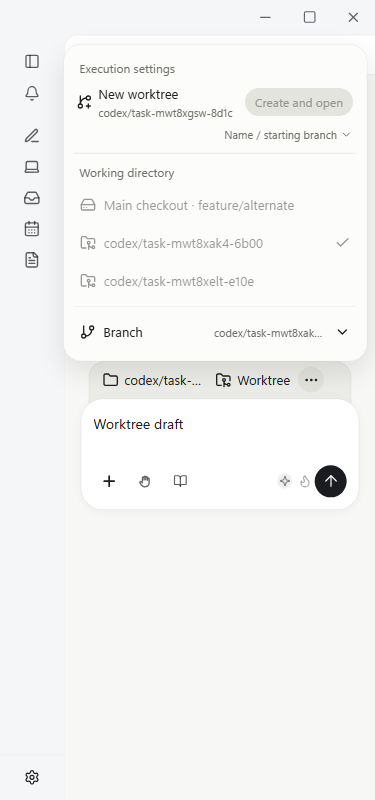 Execution settings
New worktree
codex/task-mwt8xgsw-8d1c
Create and open
Name / starting branch
Working directory
Main checkout · feature/alternate
codex/task-mwt8xak4-6b00
codex/task-mwt8xelt-e10e
Branch
codex/task-mwt8xak...
codex/task-...
Worktree
Worktree draft